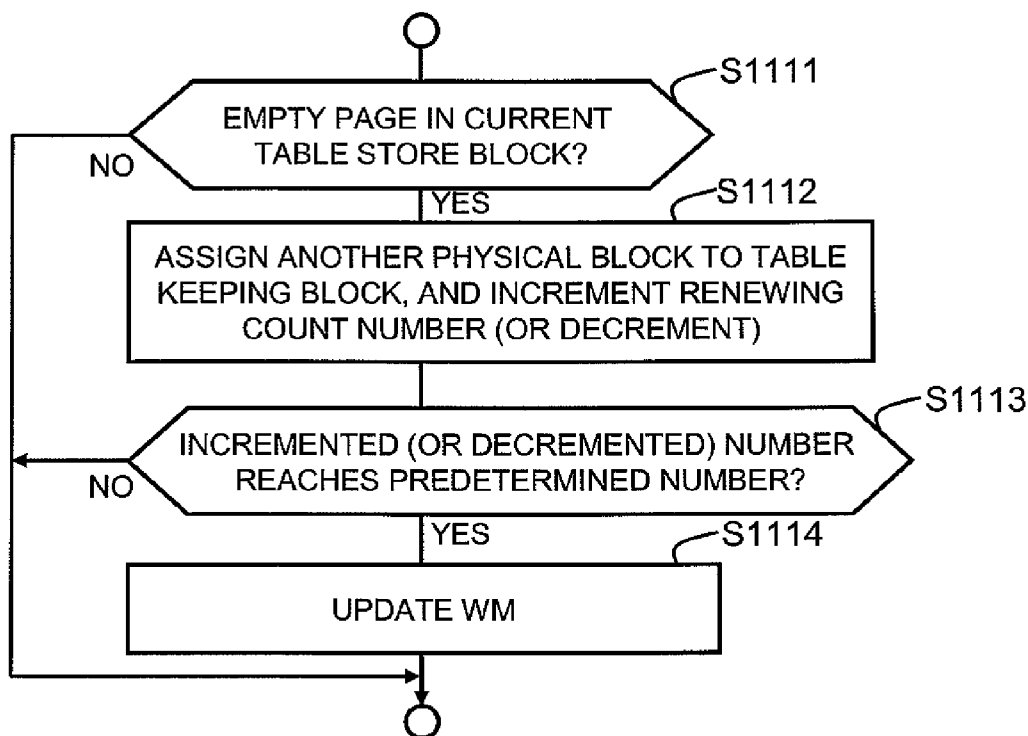 S1111
EMPTY PAGE IN CURRENT
TABLE STORE BLOCK?
NO
YES
S1112
ASSIGN ANOTHER PHYSICAL BLOCK TO TABLE
KEEPING BLOCK, AND INCREMENT RENEWING
COUNT NUMBER (OR DECREMENT)
S1113
INCREMENTED (OR DECREMENTED) NUMBER
REACHES PREDETERMINED NUMBER?
NO
YES
S1114
UPDATE WM